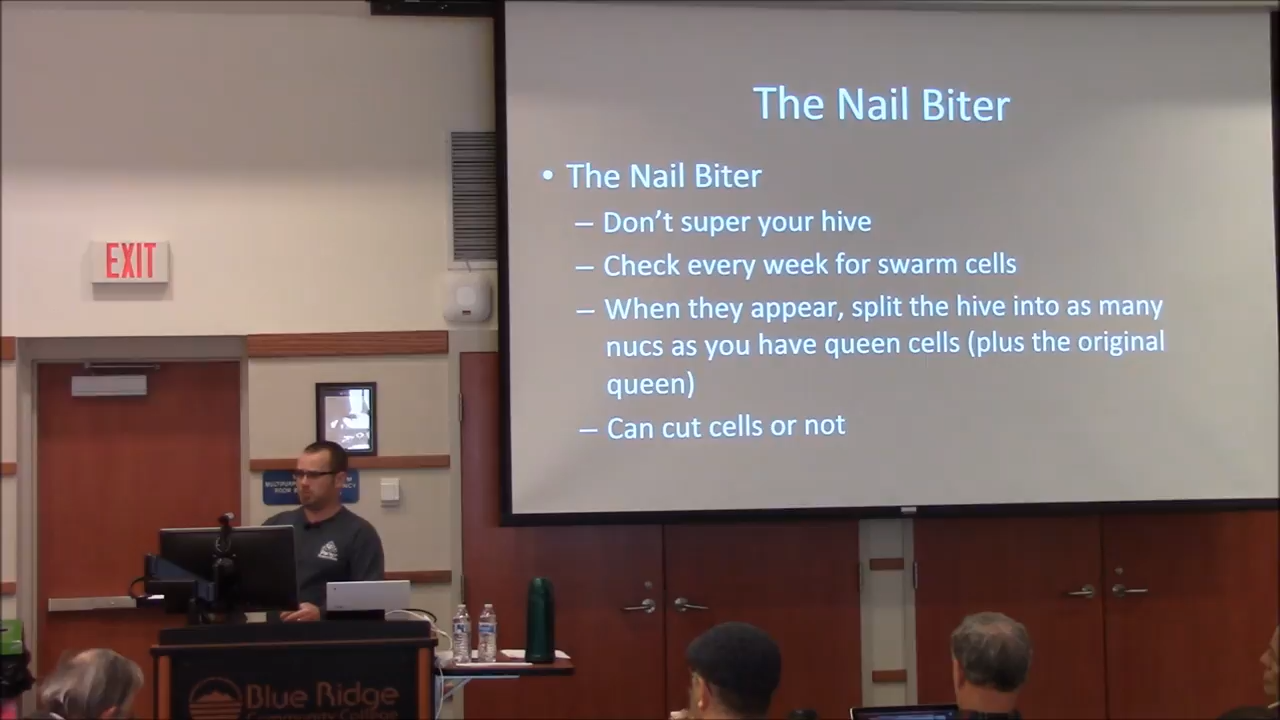 The Nail Biter
• The Nail Biter
– Don’t super your hive
– Check every week for swarm cells
– When they appear, split the hive into as many
nucs as you have queen cells (plus the original
queen)
– Can cut cells or not
EXIT
Blue Ridge
Community College